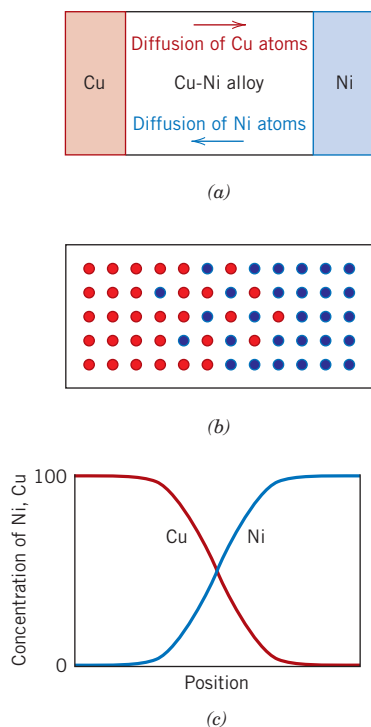 Diffusion of Cu atoms
Cu
Cu-Ni alloy
Ni
Diffusion of Ni atoms
(a)
(b)
Concentration of Ni, Cu
100
0
Cu
Ni
Position
(c)